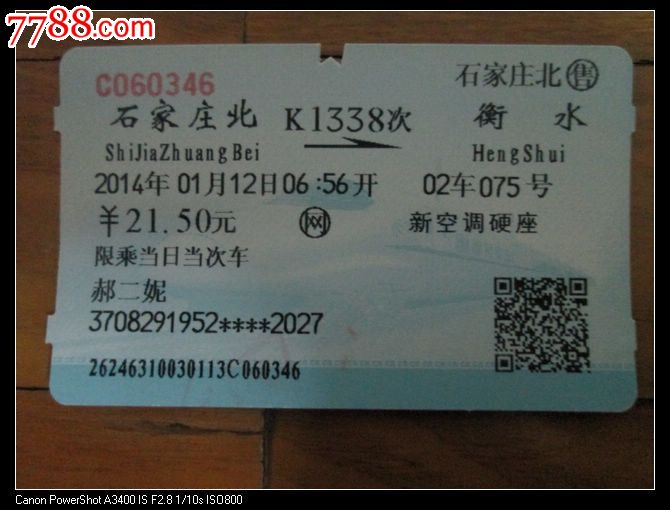 7788.com
C060346
石家庄北 售
石家庄北 K1338次 衡水
ShiJiaZhuangBei HengShui
2014年01月12日06:56开 02车075号
￥21.50元 网 新空调硬座
限乘当日当次车
郝二妮
3708291952****2027
26246310030113C060346
Canon PowerShot A3400 IS F2.8 1/10s ISO800